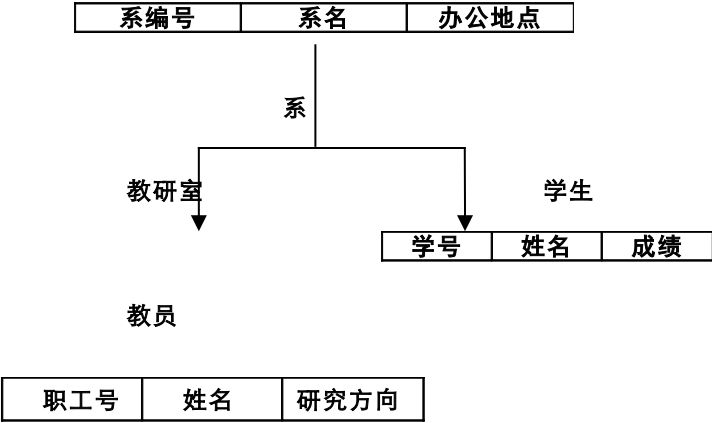 系编号 系名 办公地点
系
教研室 学生
学号 姓名 成绩
教员
职工号 姓名 研究方向